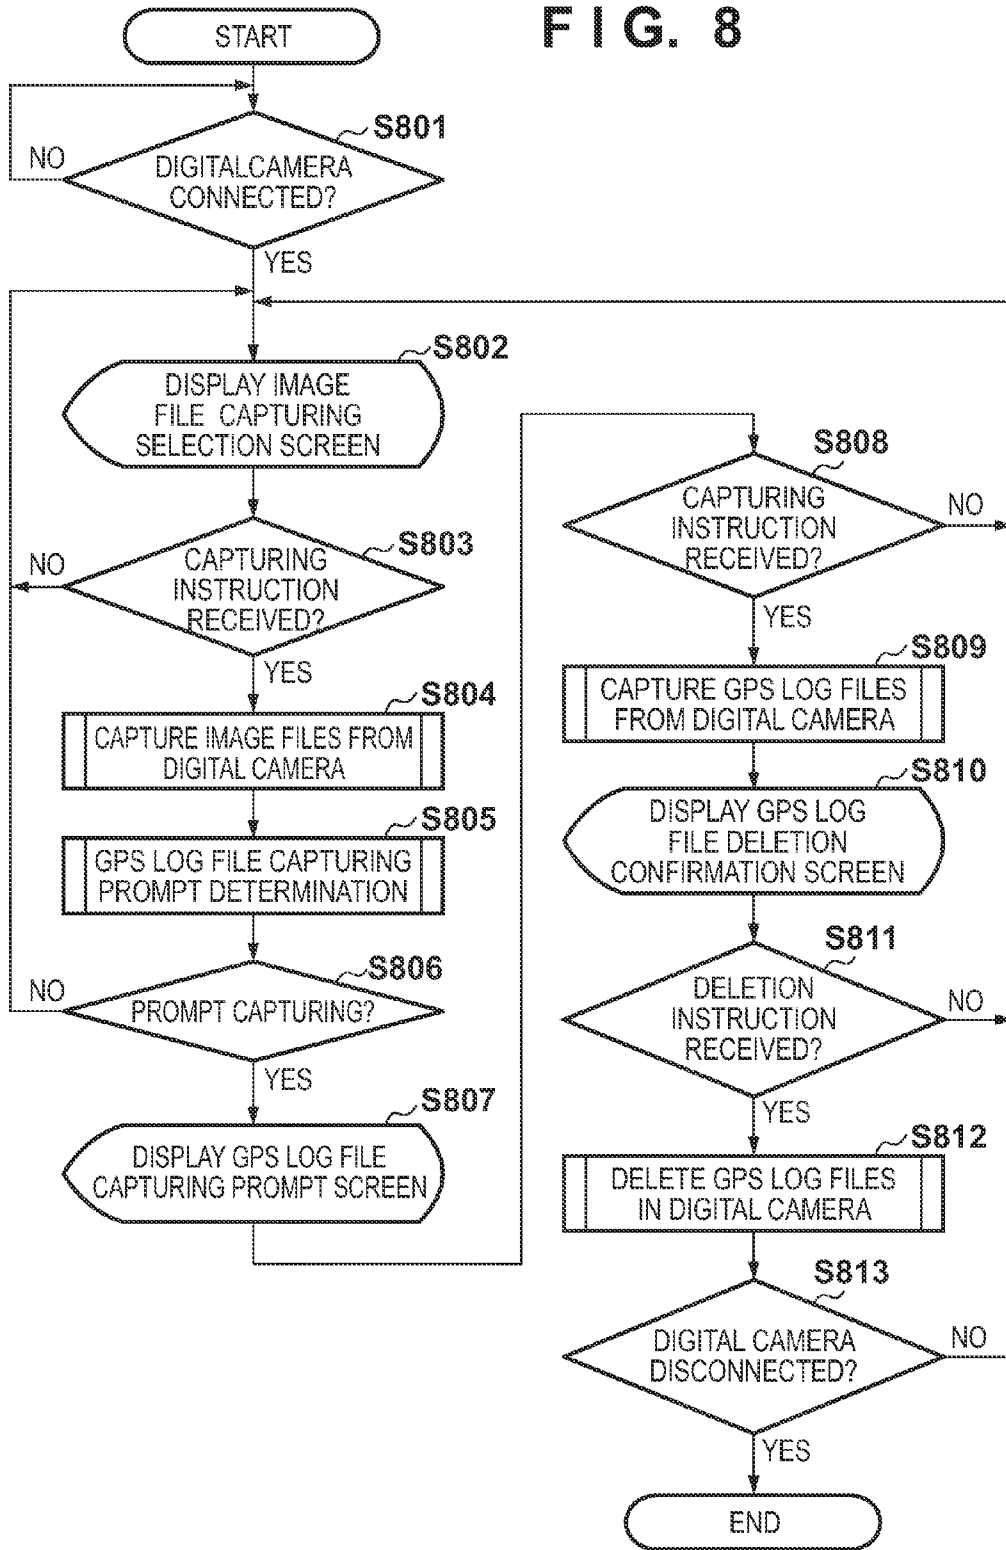 FIG. 8
START
S801
DIGITALCAMERA
CONNECTED?
NO
YES
S802
DISPLAY IMAGE
FILE CAPTURING
SELECTION SCREEN
S803
CAPTURING
INSTRUCTION
RECEIVED?
NO
YES
S804
CAPTURE IMAGE FILES FROM
DIGITAL CAMERA
S805
GPS LOG FILE CAPTURING
PROMPT DETERMINATION
S806
PROMPT CAPTURING?
NO
YES
S807
DISPLAY GPS LOG FILE
CAPTURING PROMPT SCREEN
S808
CAPTURING
INSTRUCTION
RECEIVED?
NO
YES
S809
CAPTURE GPS LOG FILES
FROM DIGITAL CAMERA
S810
DISPLAY GPS LOG
FILE DELETION
CONFIRMATION SCREEN
S811
DELETION
INSTRUCTION
RECEIVED?
NO
YES
S812
DELETE GPS LOG FILES
IN DIGITAL CAMERA
S813
DIGITAL CAMERA
DISCONNECTED?
NO
YES
END